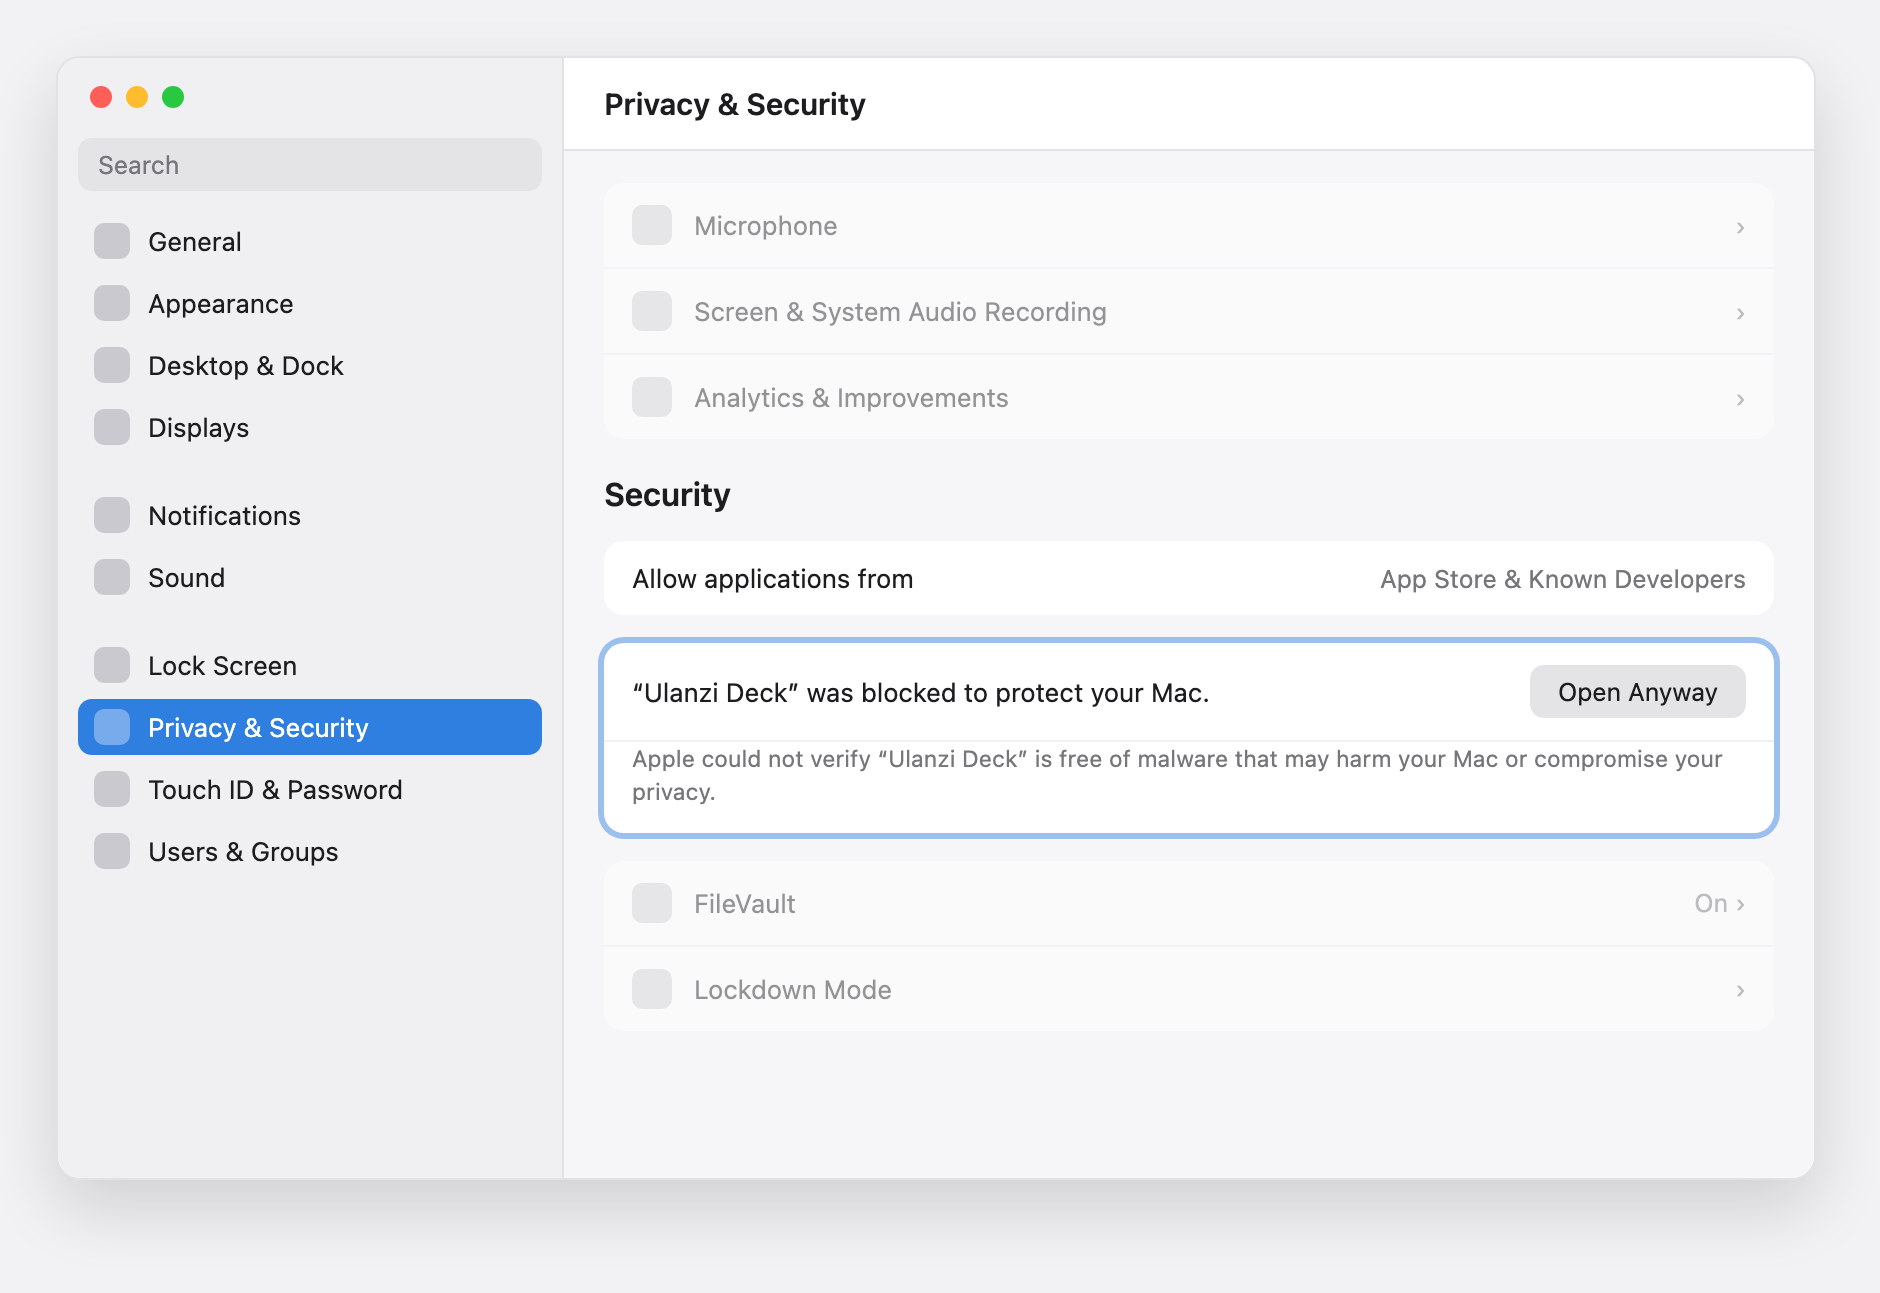 Search
General
Appearance
Desktop & Dock
Displays
Notifications
Sound
Lock Screen
Privacy & Security
Touch ID & Password
Users & Groups
Privacy & Security
Microphone
Screen & System Audio Recording
Analytics & Improvements
Security
Allow applications from App Store & Known Developers
“Ulanzi Deck” was blocked to protect your Mac. Open Anyway
Apple could not verify “Ulanzi Deck” is free of malware that may harm your Mac or compromise your
privacy.
FileVault On
Lockdown Mode